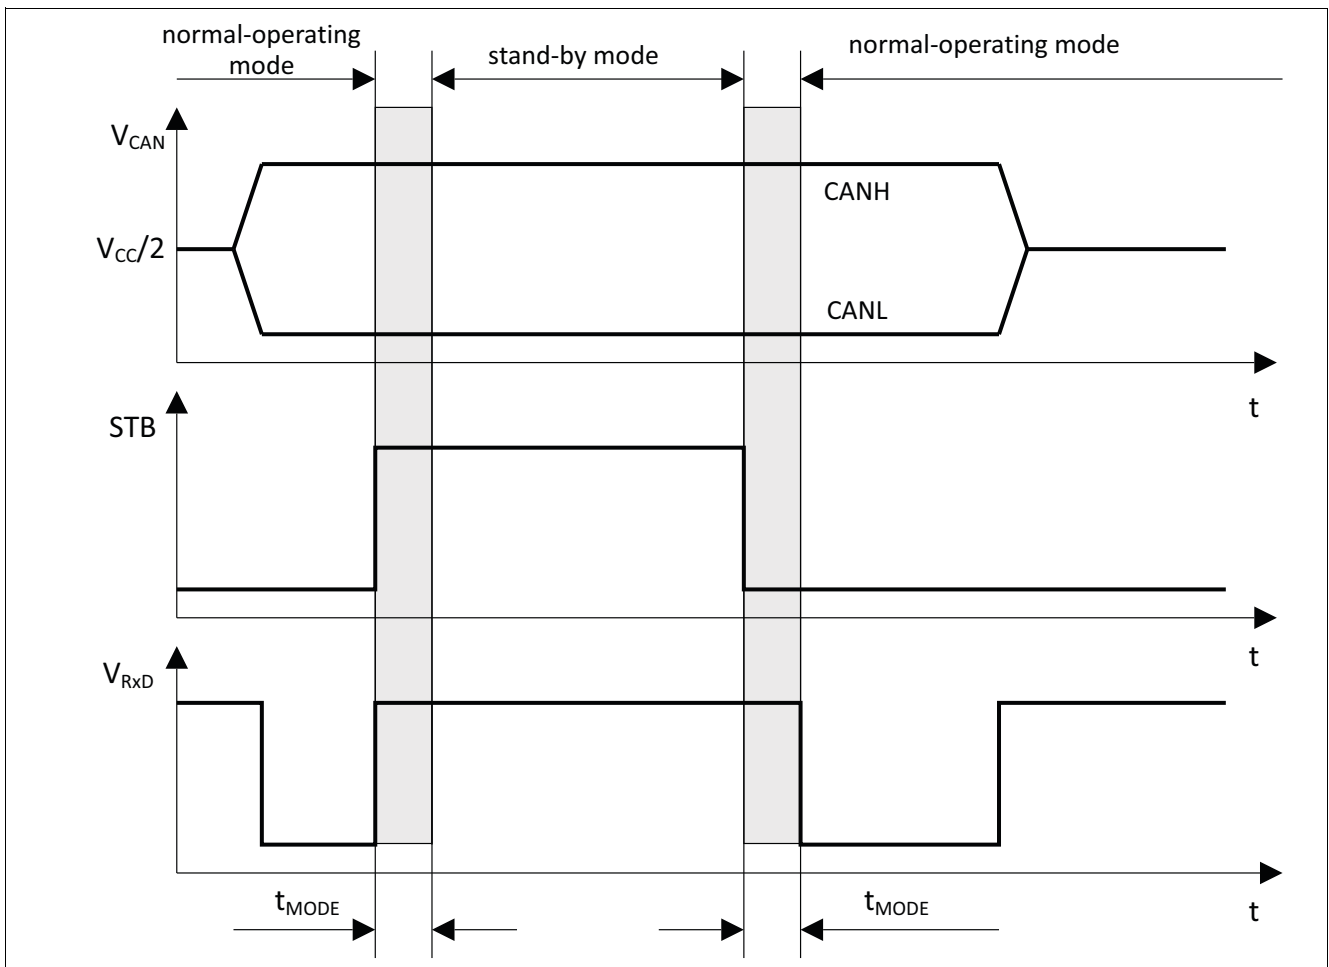 normal-operating
mode
stand-by mode
normal-operating mode
VCAN
CANH
VCC/2
CANL
t
STB
t
VRxD
tMODE
tMODE
t